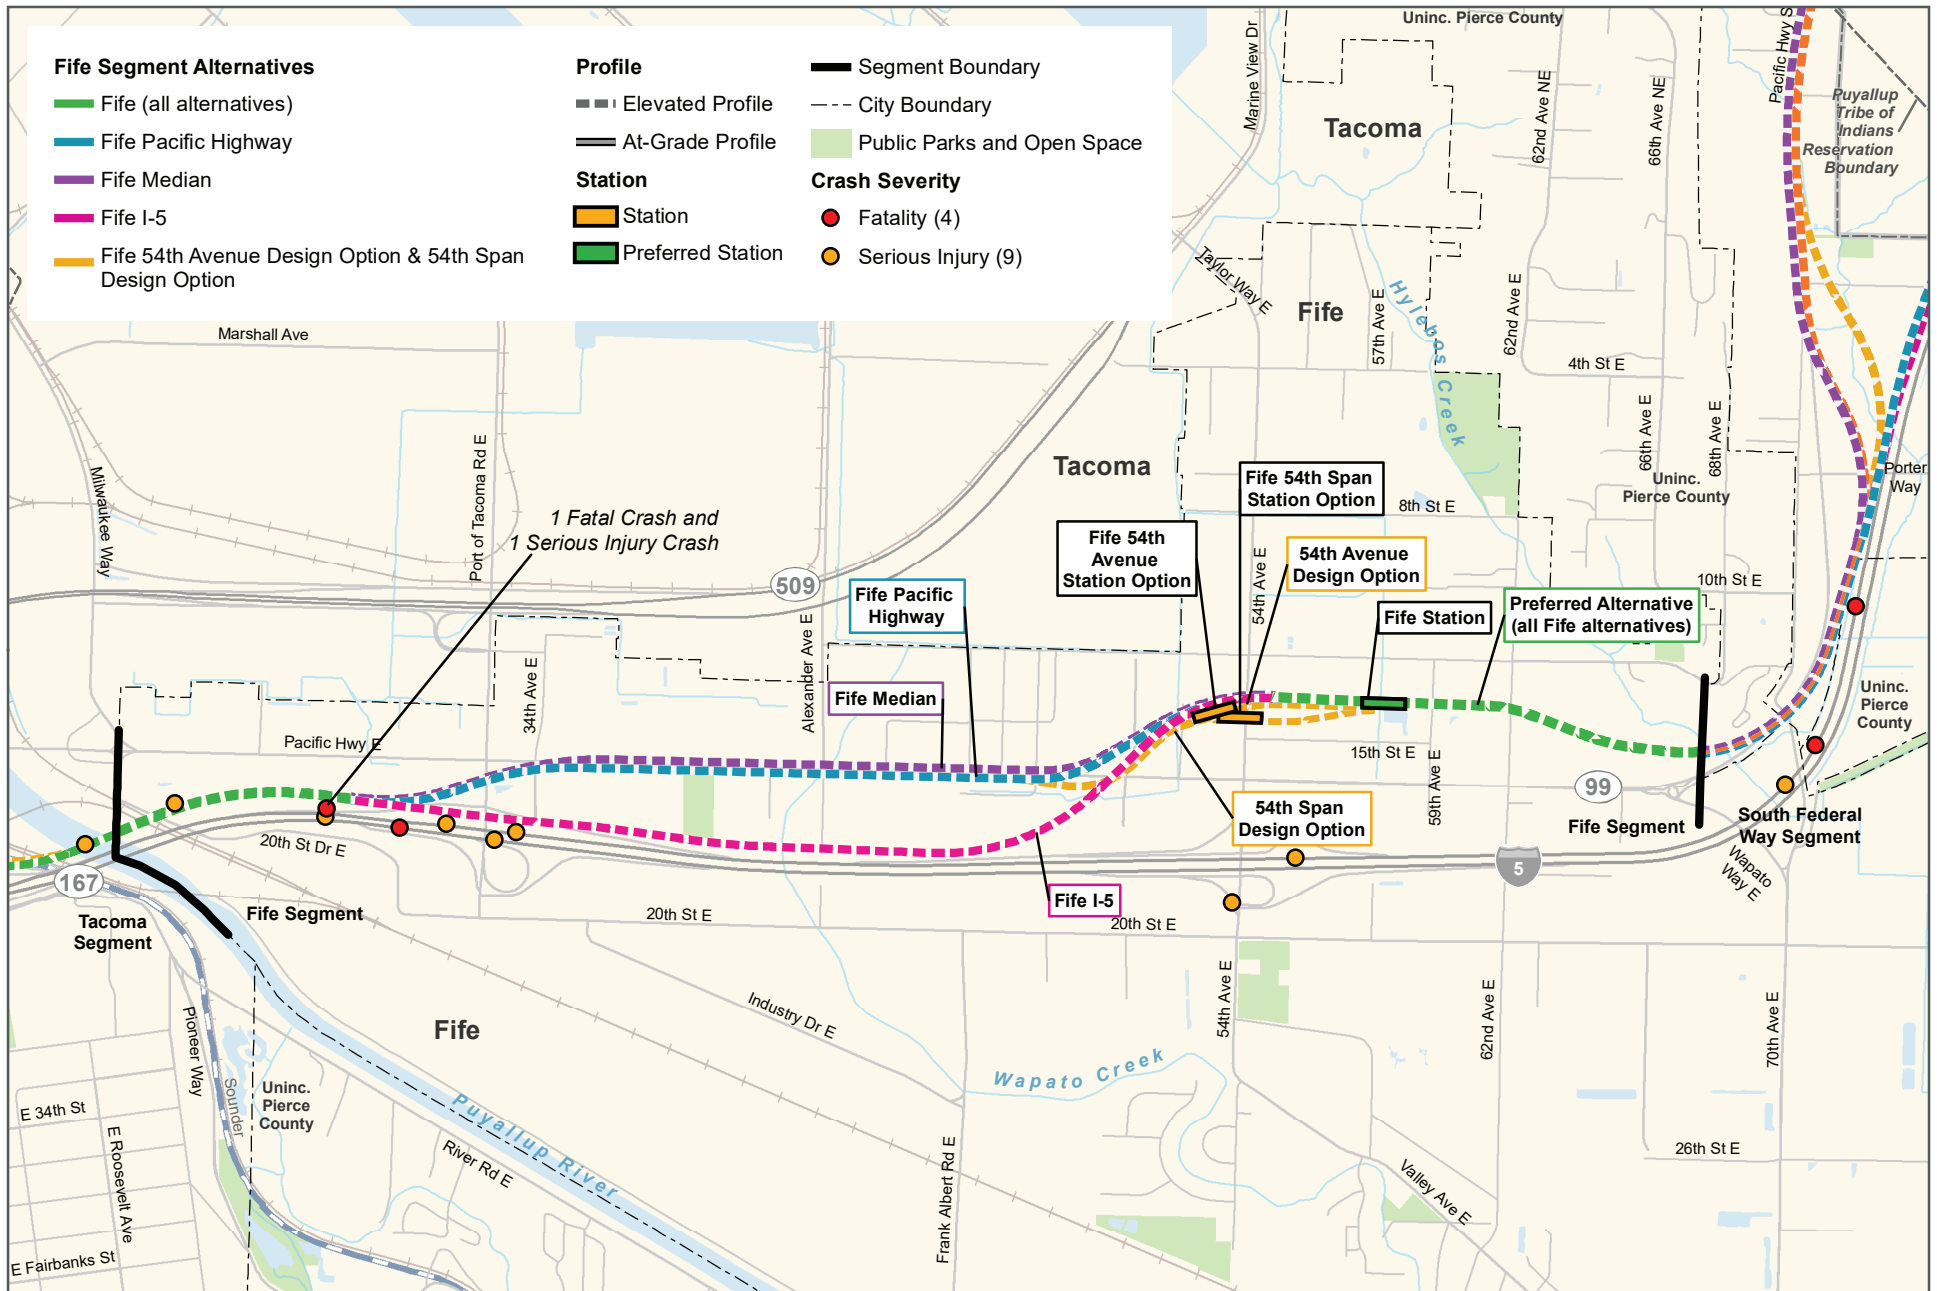 Fife Segment Alternatives
Fife (all alternatives)
Fife Pacific Highway
Fife Median
Fife I-5
Fife 54th Avenue Design Option & 54th Span
Design Option
Profile
Elevated Profile
At-Grade Profile
Station
Station
Preferred Station
Segment Boundary
City Boundary
Public Parks and Open Space
Crash Severity
Fatality (4)
Serious Injury (9)
Uninc. Pierce County
Marine View Dr
Tacoma
62nd Ave NE
66th Ave NE
Pacific Hwy S
Puyallup
Tribe of
Indians
Reservation
Boundary
Taylor Way E
Fife
57th Ave E
Hylebos Creek
62nd Ave E
4th St E
66th Ave E
68th Ave E
Uninc.
Pierce County
Porter
Way
Marshall Ave
Milwaukee Way
Port of Tacoma Rd E
1 Fatal Crash and
1 Serious Injury Crash
509
Tacoma
Fife 54th Span
Station Option
8th St E
Fife 54th
Avenue
Station Option
54th Ave E
54th Avenue
Design Option
10th St E
Fife Pacific
Highway
Fife Station
Preferred Alternative
(all Fife alternatives)
34th Ave E
Alexander Ave E
Fife Median
Uninc.
Pierce
County
Pacific Hwy E
15th St E
59th Ave E
99
54th Span
Design Option
Fife Segment
South Federal
Way Segment
20th St Dr E
5
Wapato
Way E
167
Tacoma
Segment
Fife Segment
Fife I-5
20th St E
20th St E
Industry Dr E
54th Ave E
62nd Ave E
70th Ave E
Fife
Pioneer Way
Sounder
Uninc.
Pierce
County
Wapato Creek
E 34th St
E Roosevelt Ave
Puyallup River
River Rd E
Frank Albert Rd E
26th St E
Valley Ave E
E Fairbanks St